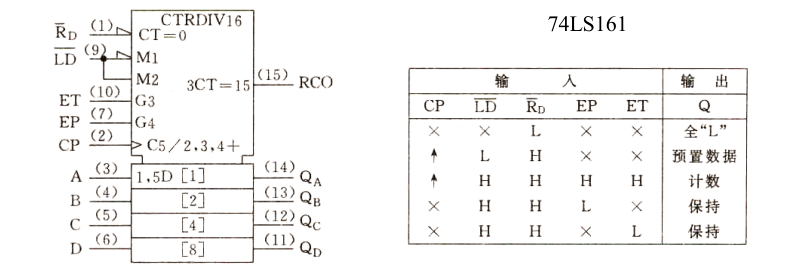 74LS161
CTRDIV16
R̄D (1) CT=0
L̄D̄ (9) M1
M2
3CT=15 (15) RCO
ET (10) G3
EP (7) G4
CP (2) C5/2,3,4+
A (3) 1,5D [1] (14) QA
B (4) [2] (13) QB
C (5) [4] (12) QC
D (6) [8] (11) QD
输 入 输 出
CP L̄D̄ R̄D EP ET Q
× × L × × 全“L”
↑ L H × × 预置数据
↑ H H H H 计数
× H H L × 保持
× H H × L 保持